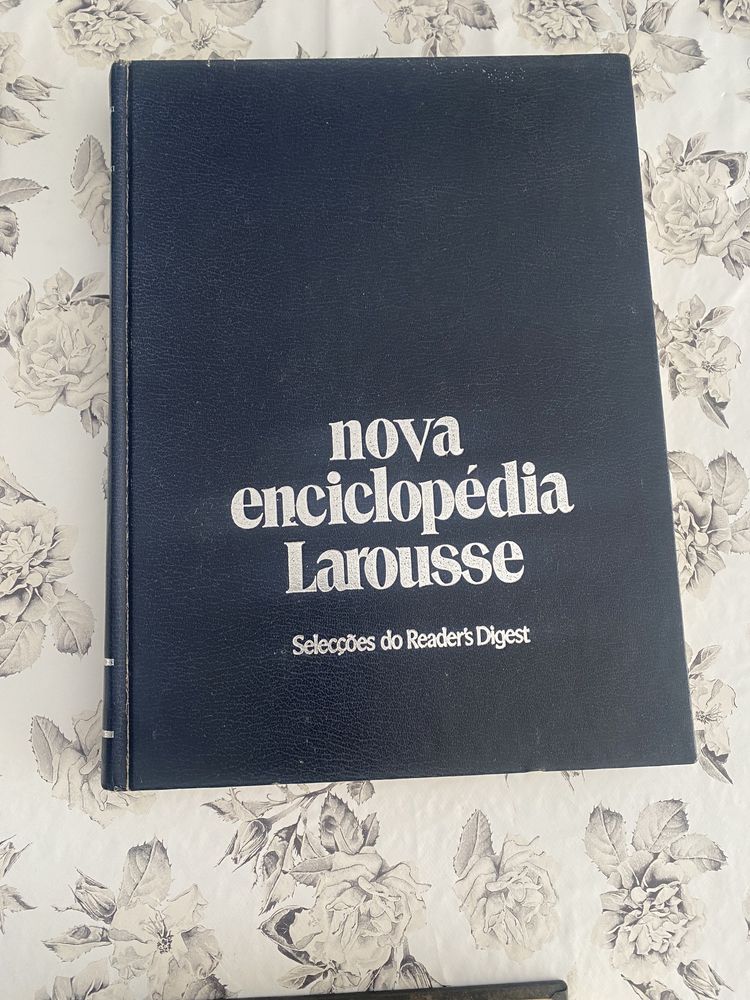 nova
enciclopédia
Larousse
Selecções do Reader's Digest